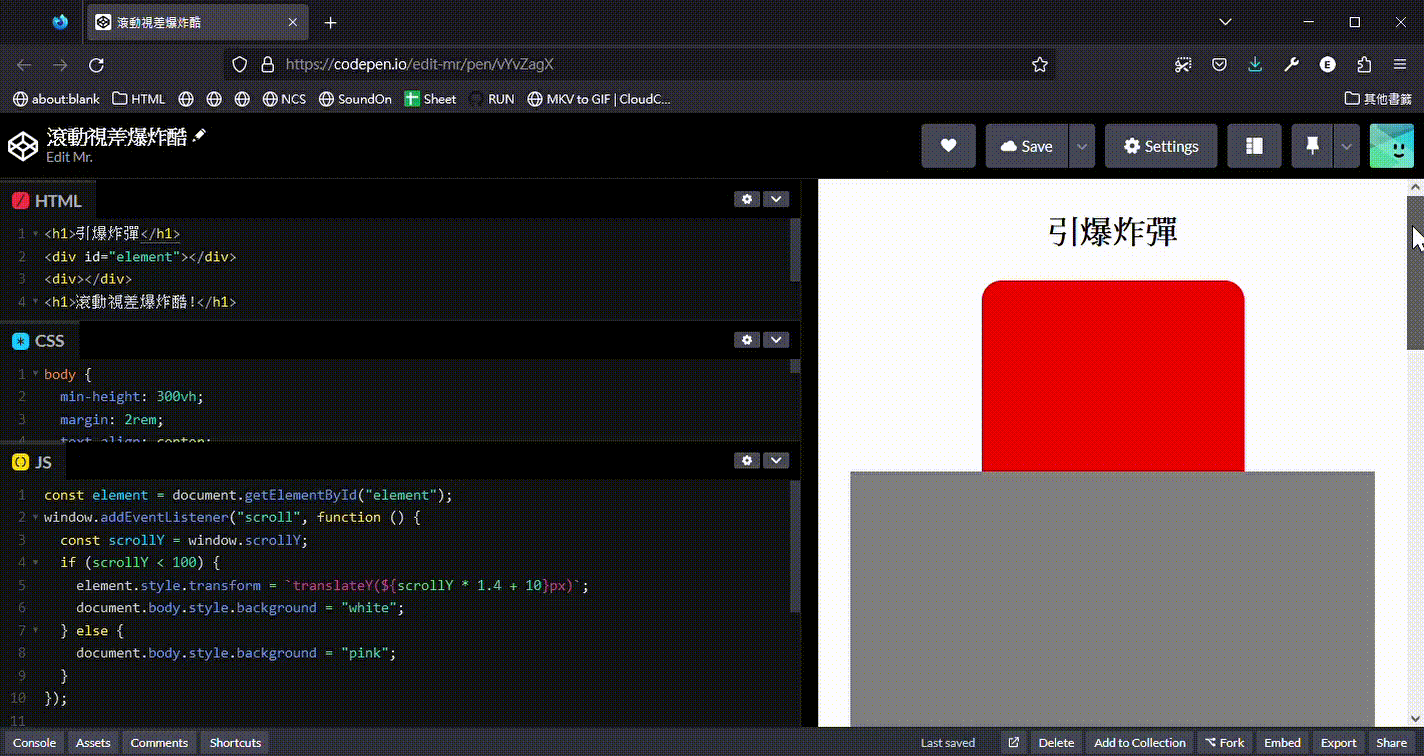 滾動視差爆炸酷
https://codepen.io/edit-mr/pen/vYvZagX
E
about:blank HTML NCS SoundOn Sheet RUN MKV to GIF | CloudC... 其他書籤
滾動視差爆炸酷
Edit Mr.
Save Settings
HTML
1 <h1>引爆炸彈</h1>
2 <div id="element"></div>
3 <div></div>
4 <h1>滾動視差爆炸酷!</h1>
CSS
1 body {
2 min-height: 300vh;
3 margin: 2rem;
4 text-align: center;
JS
1 const element = document.getElementById("element");
2 window.addEventListener("scroll", function () {
3 const scrollY = window.scrollY;
4 if (scrollY < 100) {
5 element.style.transform = `translateY(${scrollY * 1.4 + 10}px)`;
6 document.body.style.background = "white";
7 } else {
8 document.body.style.background = "pink";
9 }
10 });
11
引爆炸彈
Console Assets Comments Shortcuts Last saved Delete Add to Collection Fork Embed Export Share